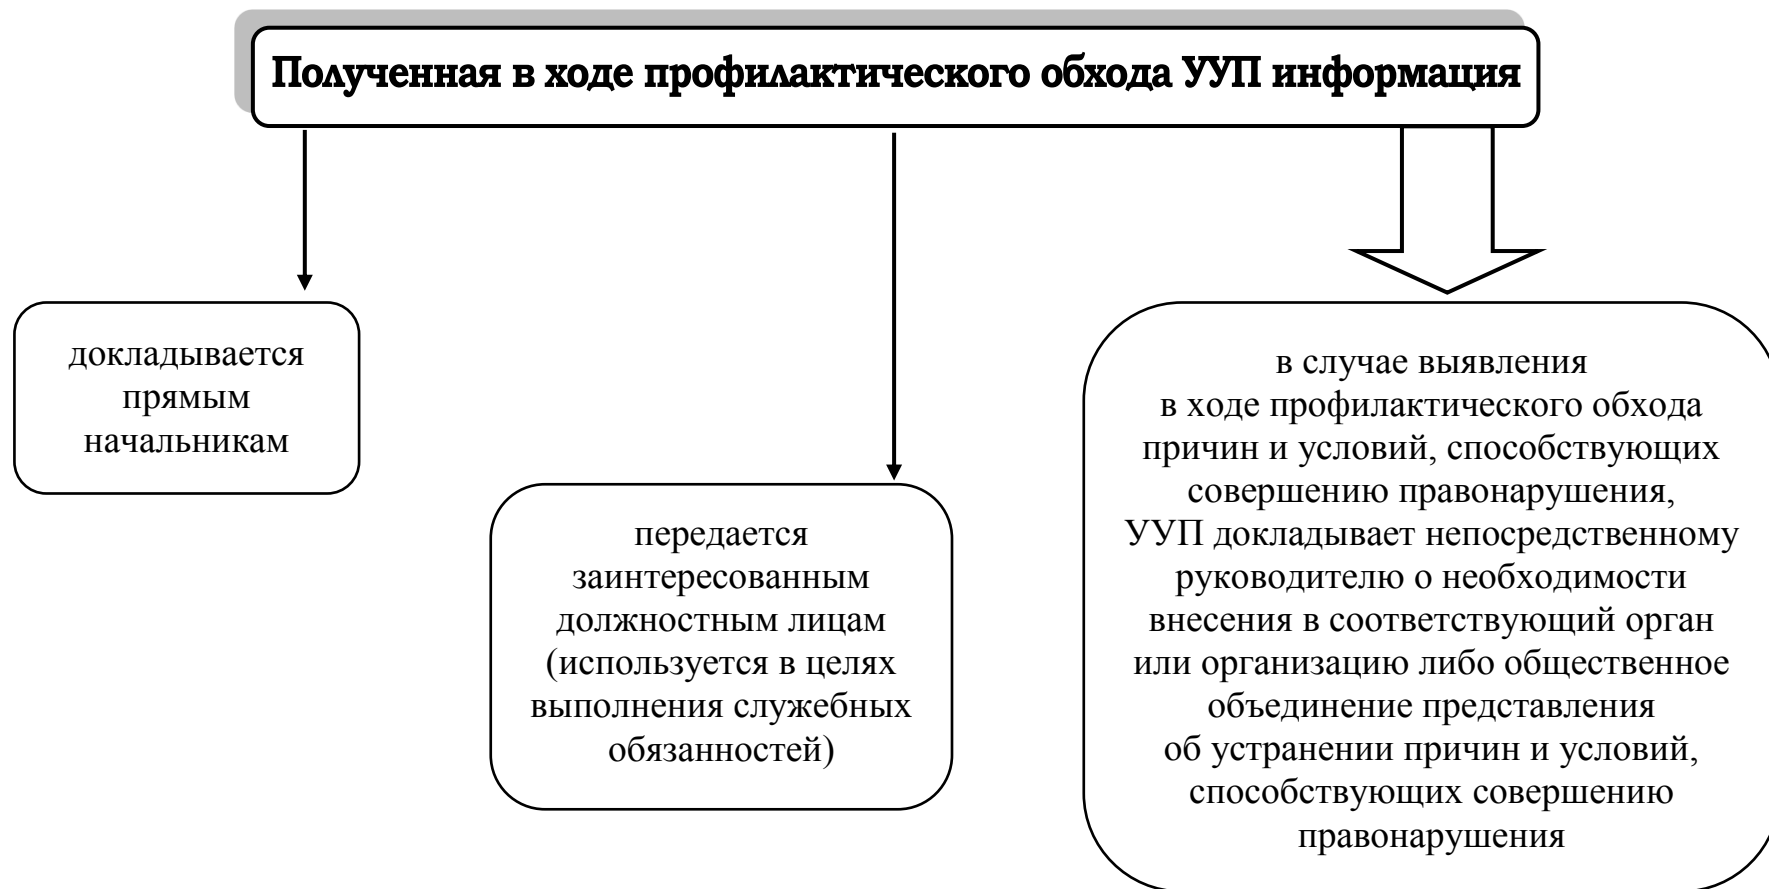 Полученная в ходе профилактического обхода УУП информация
докладывается
прямым
начальникам
передается
заинтересованным
должностным лицам
(используется в целях
выполнения служебных
обязанностей)
в случае выявления
в ходе профилактического обхода
причин и условий, способствующих
совершению правонарушения,
УУП докладывает непосредственному
руководителю о необходимости
внесения в соответствующий орган
или организацию либо общественное
объединение представления
об устранении причин и условий,
способствующих совершению
правонарушения